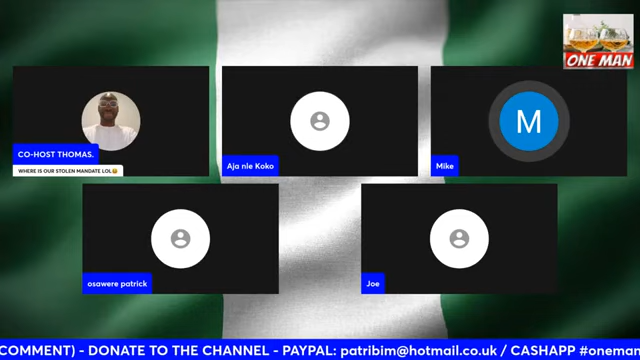 ONE MAN
CO-HOST THOMAS.
WHERE IS OUR STOLEN MANDATE LOL😂
Aja nle Koko
M
Mike
osawere patrick
Joe
COMMENT) - DONATE TO THE CHANNEL - PAYPAL: patribim@hotmail.co.uk / CASHAPP #oneman